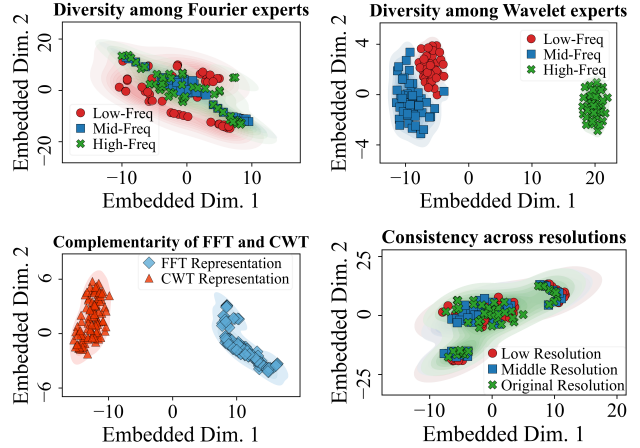 Diversity among Fourier experts
Embedded Dim. 2
20
0
−20
Low-Freq
Mid-Freq
High-Freq
−10
0
10
Embedded Dim. 1
Diversity among Wavelet experts
Embedded Dim. 2
4
0
−4
Low-Freq
Mid-Freq
High-Freq
−10
0
10
20
Embedded Dim. 1
Complementarity of FFT and CWT
Embedded Dim. 2
6
0
−6
FFT Representation
CWT Representation
−10
0
10
Embedded Dim. 1
Consistency across resolutions
Embedded Dim. 2
25
0
−25
Low Resolution
Middle Resolution
Original Resolution
−10
0
10
Embedded Dim. 1